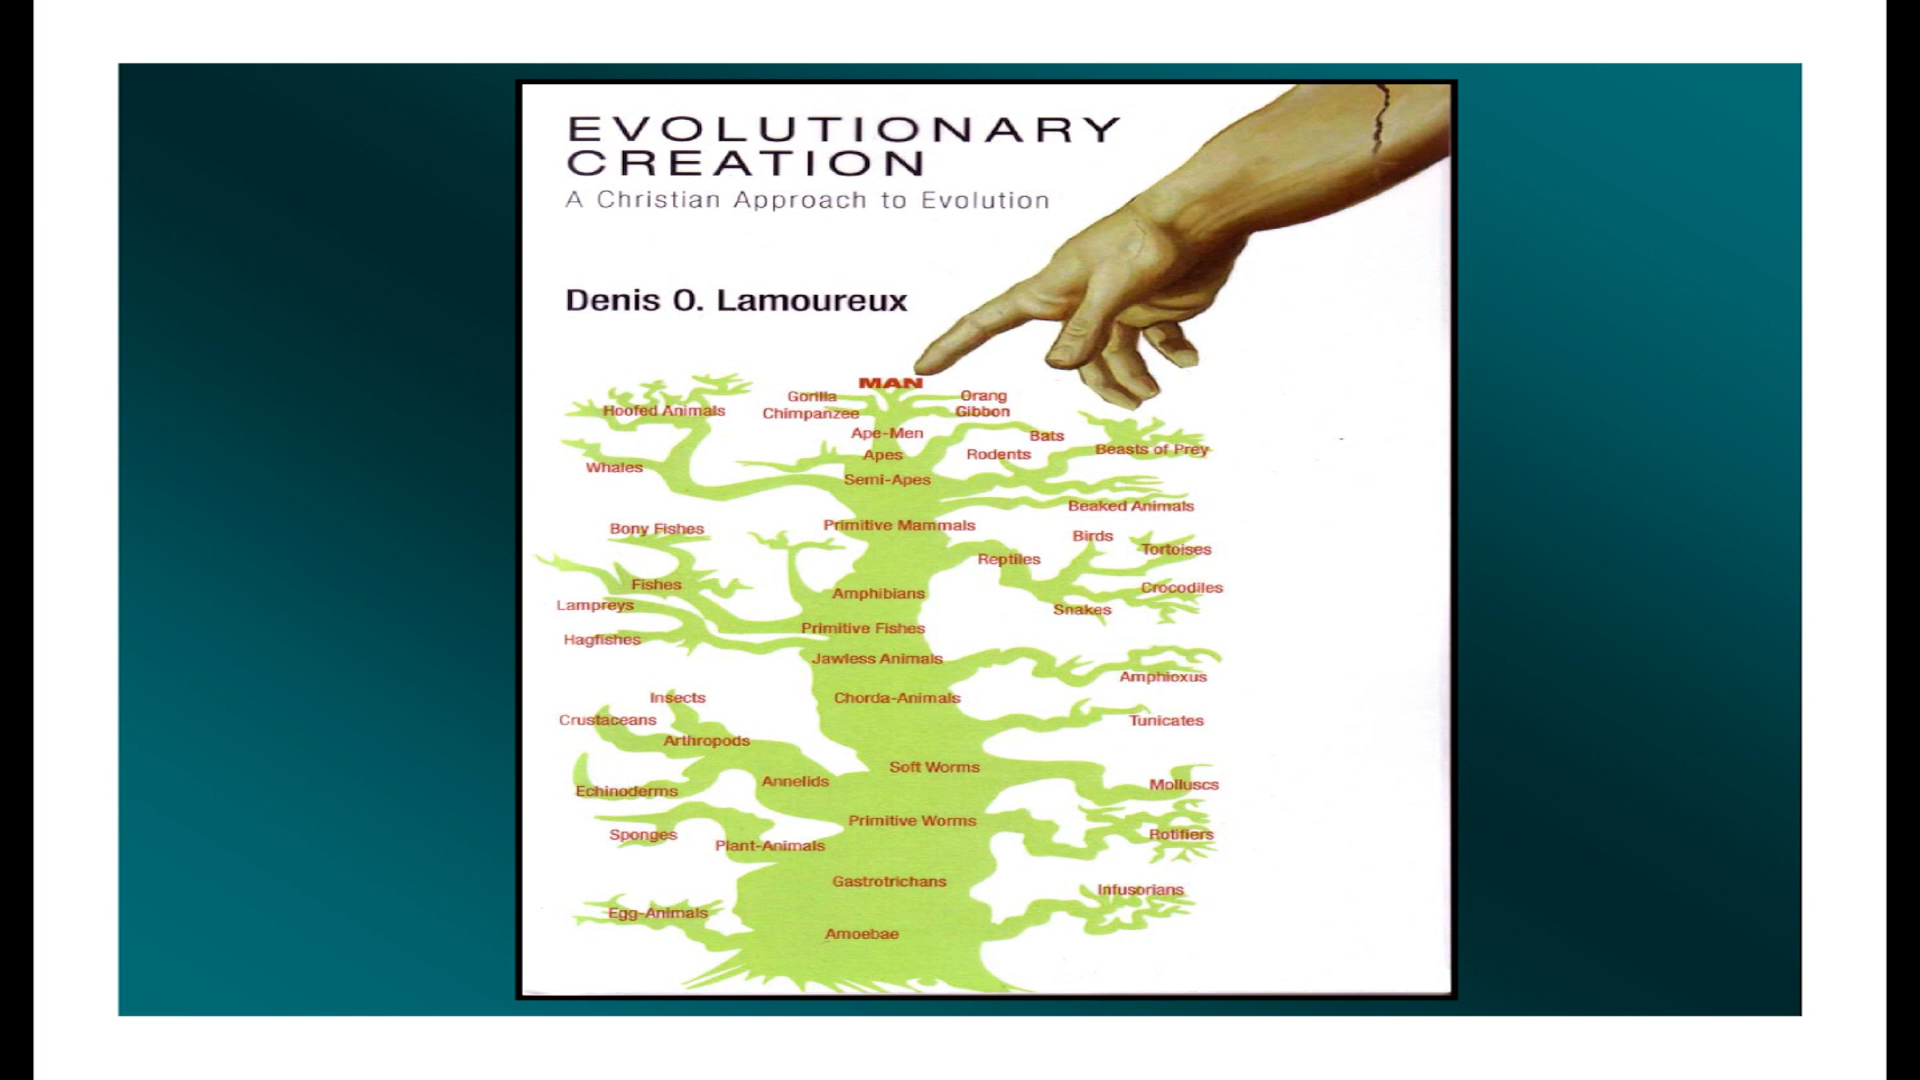 EVOLUTIONARY
CREATION
A Christian Approach to Evolution
Denis O. Lamoureux
MAN
Gorilla
Orang
Hoofed Animals
Chimpanzee
Gibbon
Ape-Men
Bats
Apes
Rodents
Beasts of Prey
Whales
Semi-Apes
Beaked Animals
Bony Fishes
Primitive Mammals
Birds
Tortoises
Reptiles
Fishes
Amphibians
Crocodiles
Lampreys
Snakes
Primitive Fishes
Hagfishes
Jawless Animals
Amphioxus
Insects
Chorda-Animals
Crustaceans
Tunicates
Arthropods
Soft Worms
Annelids
Molluscs
Echinoderms
Primitive Worms
Sponges
Rotifiers
Plant-Animals
Gastrotrichans
Infusorians
Egg-Animals
Amoebae